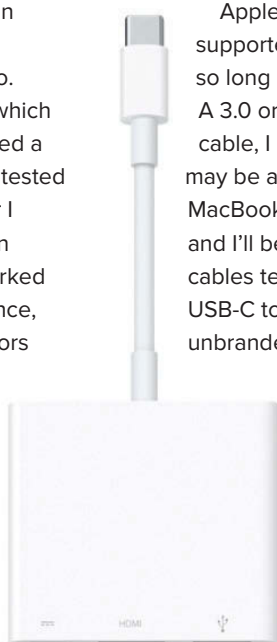 n
o.
which
ed a
tested
r I
n
rked
nce,
ors
Apple
supporte
so long
A 3.0 or
cable, I
may be a
MacBook
and I'll be
cables te
USB-C to
unbrande
HDMI